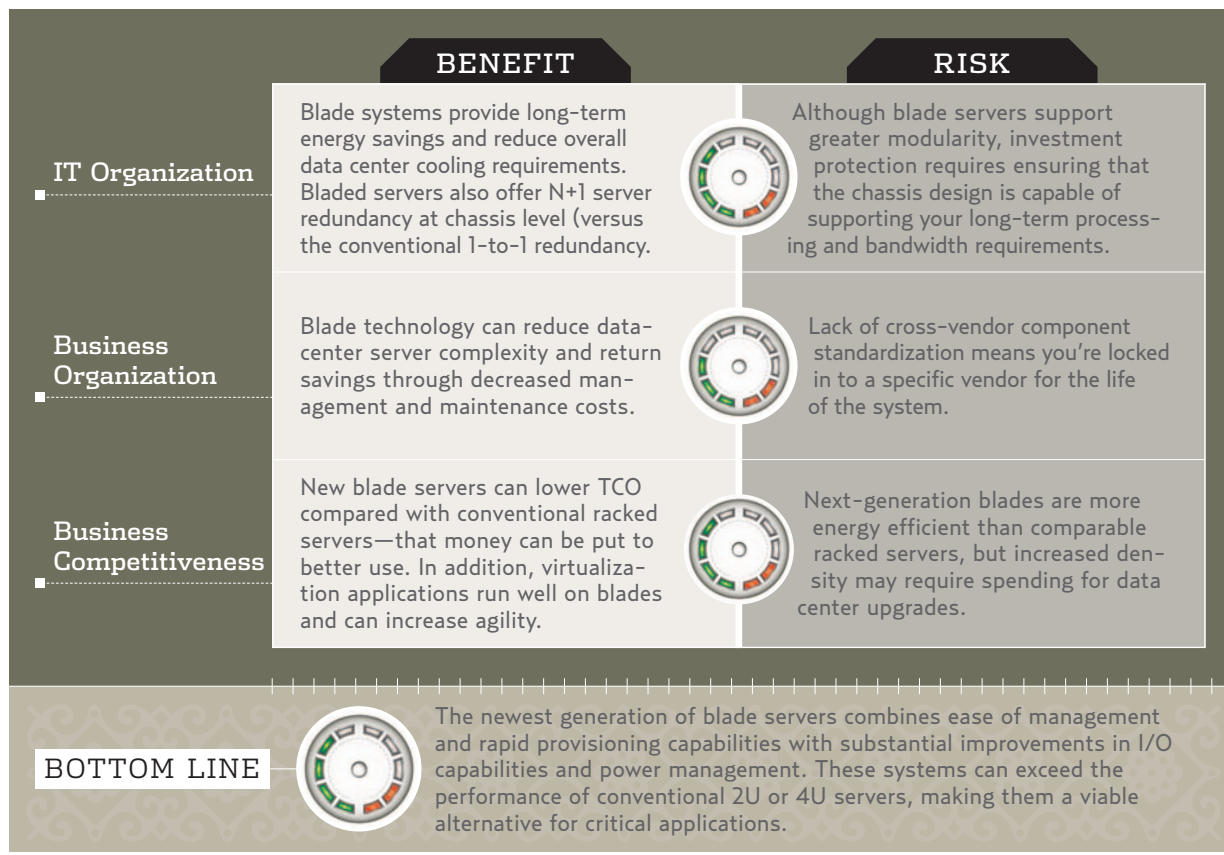 BENEFIT
RISK
IT Organization
Blade systems provide long-term
energy savings and reduce overall
data center cooling requirements.
Bladed servers also offer N+1 server
redundancy at chassis level (versus
the conventional 1-to-1 redundancy.
Although blade servers support
greater modularity, investment
protection requires ensuring that
the chassis design is capable of
supporting your long-term process-
ing and bandwidth requirements.
Business
Organization
Blade technology can reduce data-
center server complexity and return
savings through decreased man-
agement and maintenance costs.
Lack of cross-vendor component
standardization means you’re locked
in to a specific vendor for the life
of the system.
Business
Competitiveness
New blade servers can lower TCO
compared with conventional racked
servers—that money can be put to
better use. In addition, virtualiza-
tion applications run well on blades
and can increase agility.
Next-generation blades are more
energy efficient than comparable
racked servers, but increased den-
sity may require spending for data
center upgrades.
BOTTOM LINE
The newest generation of blade servers combines ease of management
and rapid provisioning capabilities with substantial improvements in I/O
capabilities and power management. These systems can exceed the
performance of conventional 2U or 4U servers, making them a viable
alternative for critical applications.